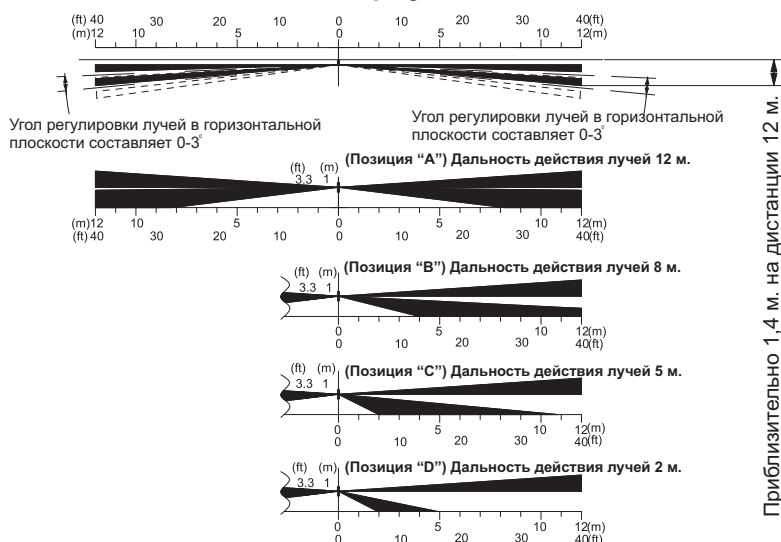 (ft) 40 30 20 10 0 10 20 30 40(ft)
(m)12 10 5 0 5 10 12(m)
Угол регулировки лучей в горизонтальной
плоскости составляет 0-3°
Угол регулировки лучей в горизонтальной
плоскости составляет 0-3°
(Позиция “A”) Дальность действия лучей 12 м.
(ft) (m)
3.3 1
(m)12 10 5 0 5 10 12(m)
(ft) 40 30 20 10 0 10 20 30 40(ft)
(Позиция “B”) Дальность действия лучей 8 м.
(ft) (m)
3.3 1
0 5 10 12(m)
0 10 20 30 40(ft)
(Позиция “C”) Дальность действия лучей 5 м.
(ft) (m)
3.3 1
0 5 10 12(m)
0 10 20 30 40(ft)
(Позиция “D”) Дальность действия лучей 2 м.
(ft) (m)
3.3 1
0 5 10 12(m)
0 10 20 30 40(ft)
Приблизительно 1,4 м. на дистанции 12 м.